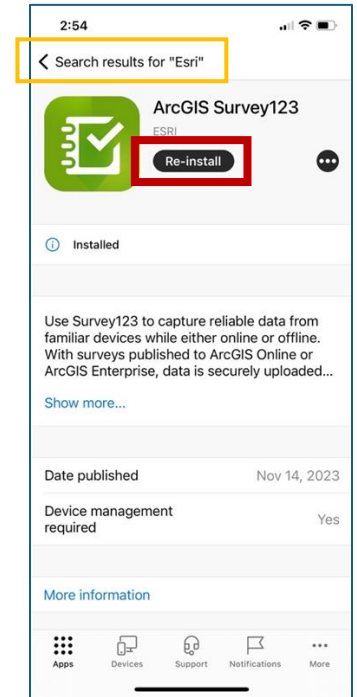 2:54
Search results for "Esri"
ArcGIS Survey123
ESRI
Re-install
Installed
Use Survey123 to capture reliable data from
familiar devices while either online or offline.
With surveys published to ArcGIS Online or
ArcGIS Enterprise, data is securely uploaded...
Show more...
Date published Nov 14, 2023
Device management
required Yes
More information
Apps Devices Support Notifications More